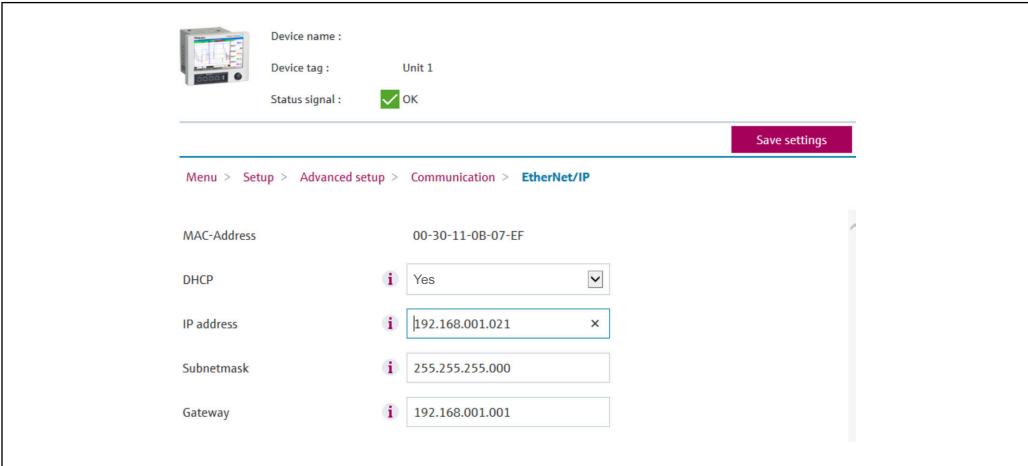 Device name :
Device tag : Unit 1
Status signal : OK
Save settings
Menu > Setup > Advanced setup > Communication > EtherNet/IP
MAC-Address 00-30-11-0B-07-EF
DHCP i Yes
IP address i 192.168.001.021 ×
Subnetmask i 255.255.255.000
Gateway i 192.168.001.001